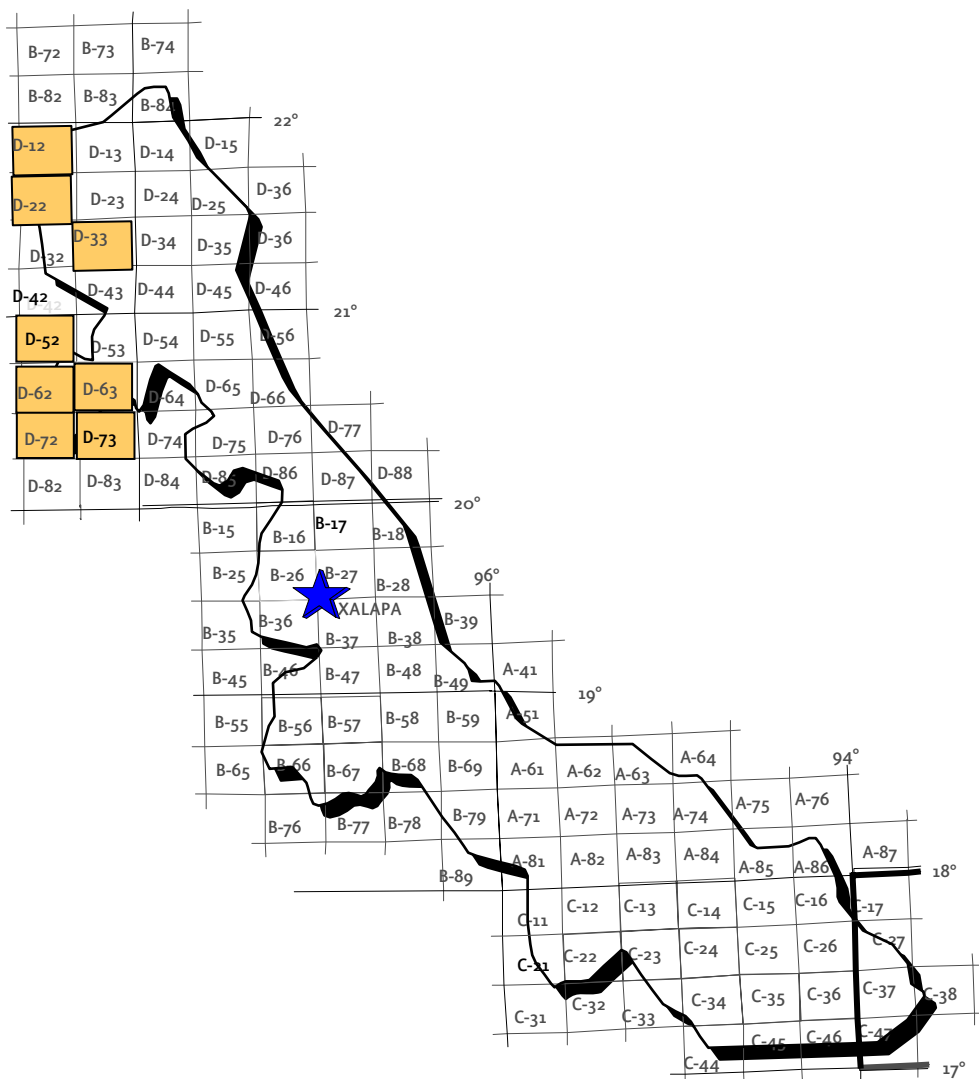 B-72 B-73 B-74
B-82 B-83 B-84
22°
D-12 D-13 D-14 D-15
D-22 D-23 D-24 D-25 D-36
D-32 D-33 D-34 D-35 D-36
D-42 D-42 D-43 D-44 D-45 D-46
21°
D-52 D-53 D-54 D-55 D-56
D-62 D-63 D-64 D-65 D-66
D-72 D-73 D-74 D-75 D-76 D-77
D-82 D-83 D-84 D-85 D-86 D-87 D-88
20°
B-15 B-16 B-17 B-18
B-25 B-26 B-27 B-28 96°
XALAPA
B-35 B-36 B-37 B-38 B-39
B-45 B-46 B-47 B-48 B-49 A-41
19°
B-55 B-56 B-57 B-58 B-59 A-51
B-65 B-66 B-67 B-68 B-69 A-61 A-62 A-63 A-64 94°
B-76 B-77 B-78 B-79 A-71 A-72 A-73 A-74 A-75 A-76
B-89 A-81 A-82 A-83 A-84 A-85 A-86 A-87
18°
C-11 C-12 C-13 C-14 C-15 C-16 C-17
C-21 C-22 C-23 C-24 C-25 C-26 C-27
C-31 C-32 C-33 C-34 C-35 C-36 C-37 C-38
C-44 C-45 C-46 C-47
17°